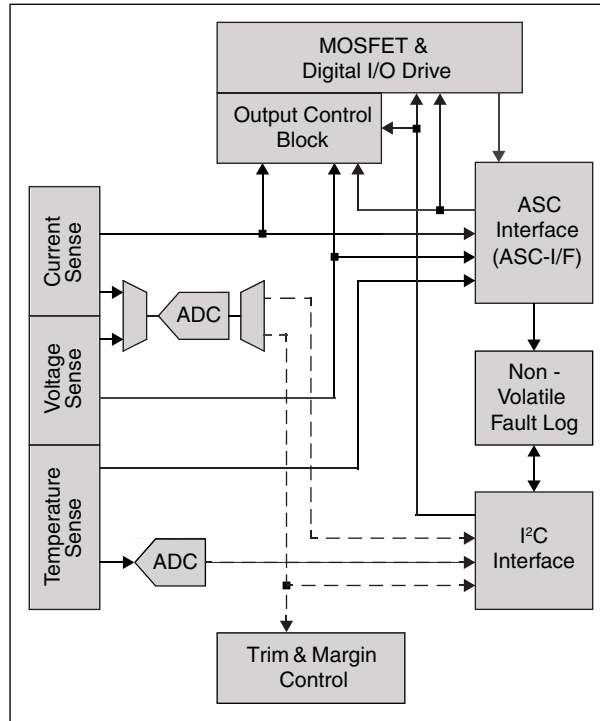 MOSFET &
Digital I/O Drive
Output Control
Block
ASC
Interface
(ASC-I/F)
Current
Sense
ADC
Voltage
Sense
Non -
Volatile
Fault Log
Temperature
Sense
ADC
I²C
Interface
Trim & Margin
Control